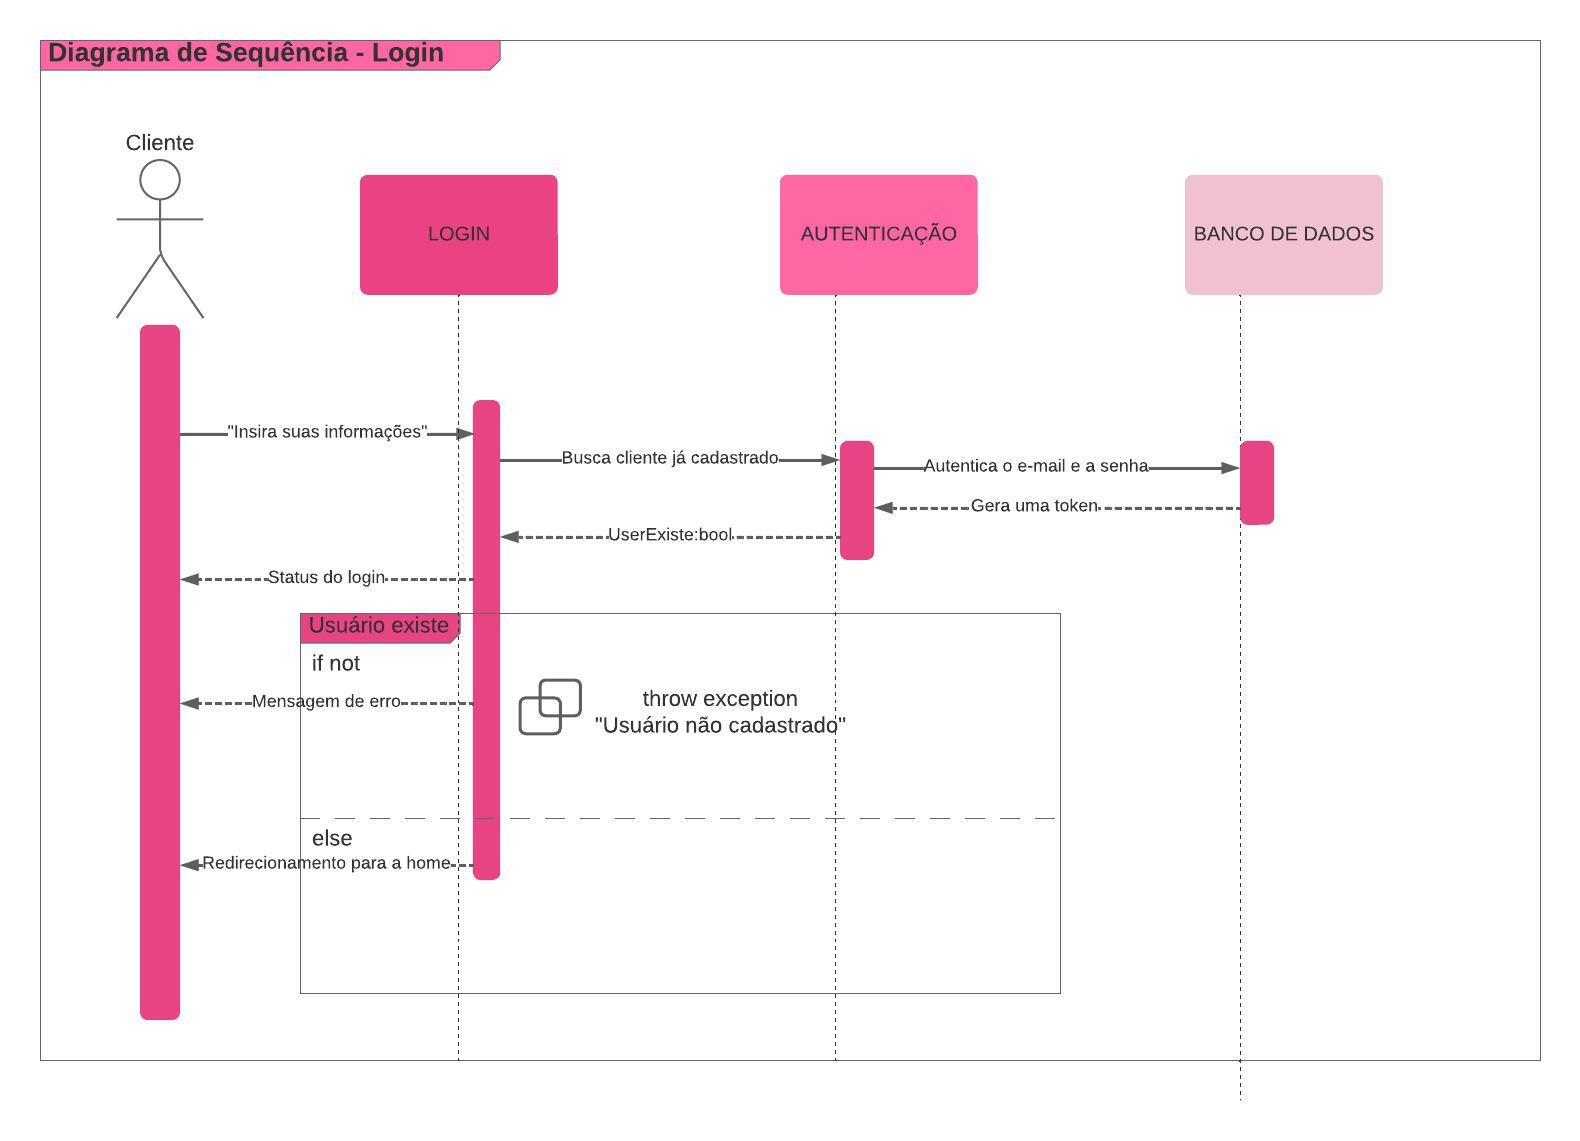 Diagrama de Sequência - Login
Cliente
LOGIN
AUTENTICAÇÃO
BANCO DE DADOS
"Insira suas informações"
Busca cliente já cadastrado
Autentica o e-mail e a senha
Gera uma token
UserExiste:bool
Status do login
Usuário existe
if not
Mensagem de erro
throw exception
"Usuário não cadastrado"
else
Redirecionamento para a home